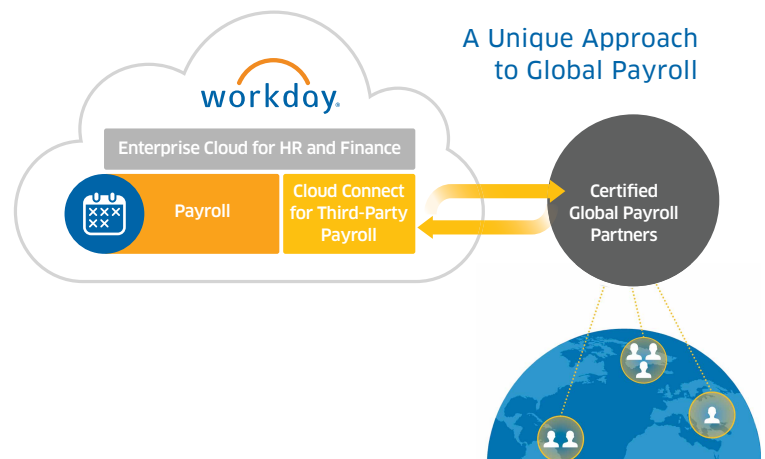 A Unique Approach
to Global Payroll
workday.
Enterprise Cloud for HR and Finance
Payroll
Cloud Connect
for Third-Party
Payroll
Certified
Global Payroll
Partners